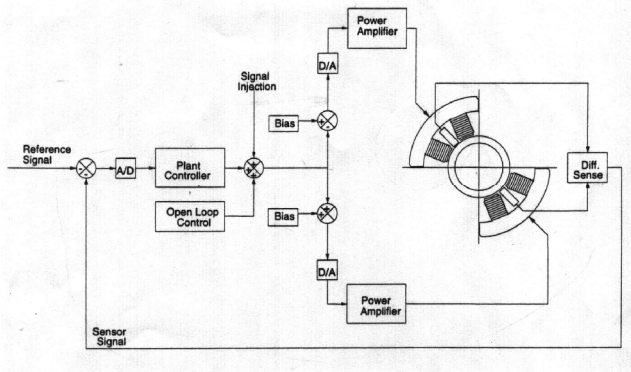 Power
Amplifier
D/A
Signal
Injection
Bias
+
-
Reference
Signal
-
-
A/D
Plant
Controller
+
+
+
Diff.
Sense
Open Loop
Control
Bias
+
+
D/A
Power
Amplifier
Sensor
Signal